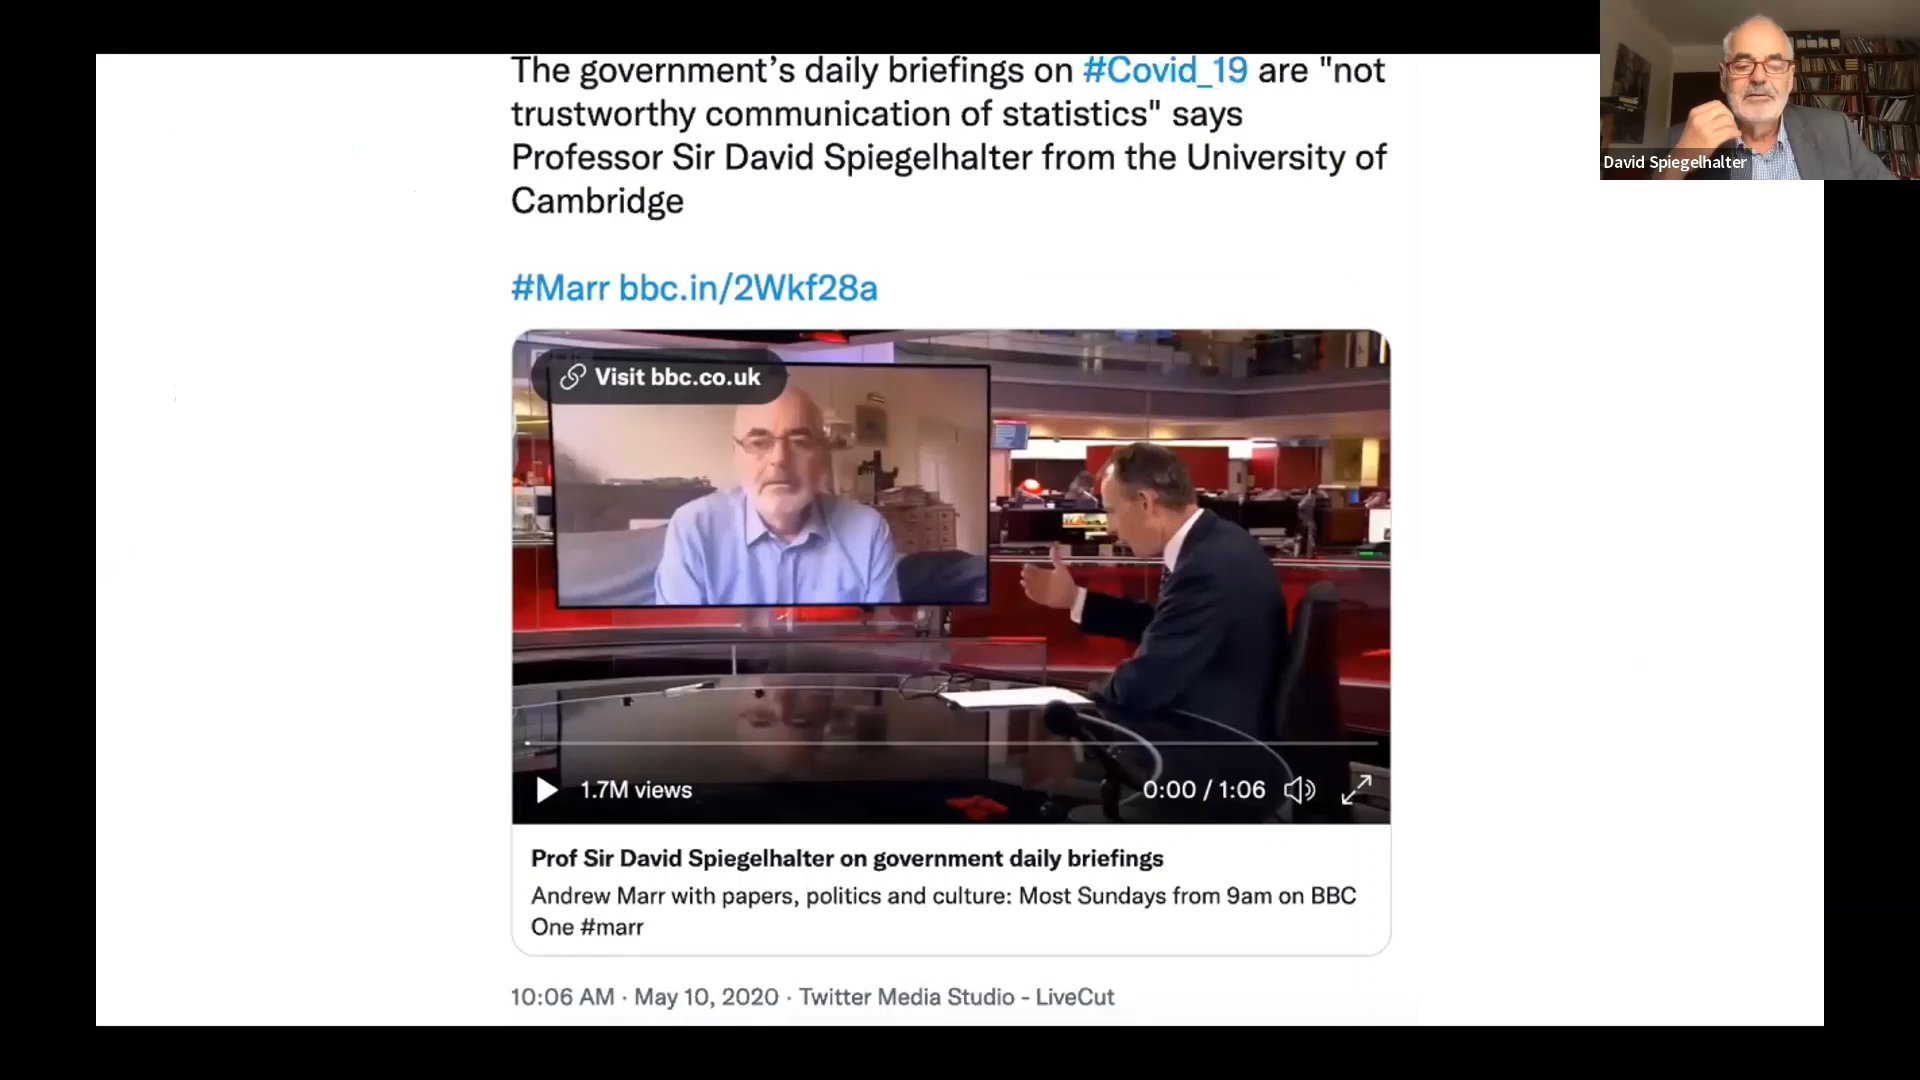 The government’s daily briefings on #Covid_19 are "not
trustworthy communication of statistics" says
Professor Sir David Spiegelhalter from the University of
Cambridge
#Marr bbc.in/2Wkf28a
Visit bbc.co.uk
1.7M views
0:00 / 1:06
Prof Sir David Spiegelhalter on government daily briefings
Andrew Marr with papers, politics and culture: Most Sundays from 9am on BBC
One #marr
10:06 AM · May 10, 2020 · Twitter Media Studio - LiveCut
David Spiegelhalter